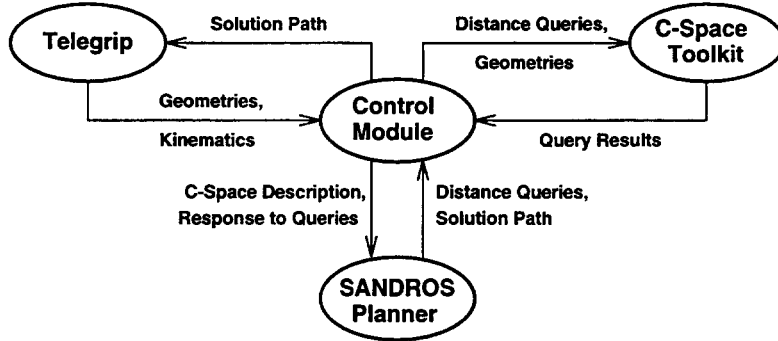 Telegrip
Solution Path
Distance Queries,
Geometries
C-Space
Toolkit
Geometries,
Kinematics
Control
Module
Query Results
C-Space Description,
Response to Queries
Distance Queries,
Solution Path
SANDROS
Planner